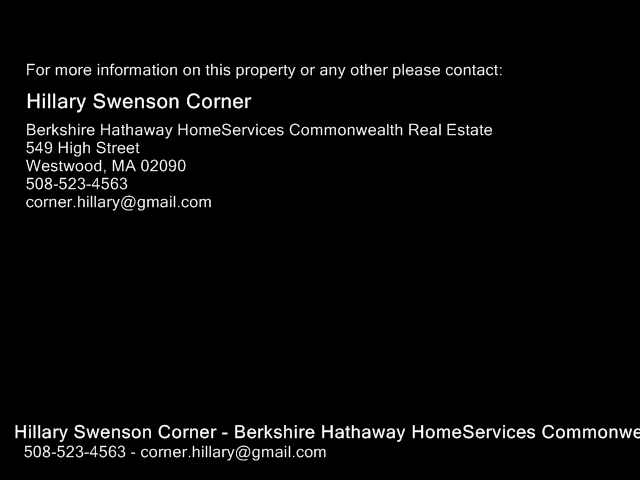 For more information on this property or any other please contact:
Hillary Swenson Corner
Berkshire Hathaway HomeServices Commonwealth Real Estate
549 High Street
Westwood, MA 02090
508-523-4563
corner.hillary@gmail.com
Hillary Swenson Corner - Berkshire Hathaway HomeServices Commonwe
508-523-4563 - corner.hillary@gmail.com